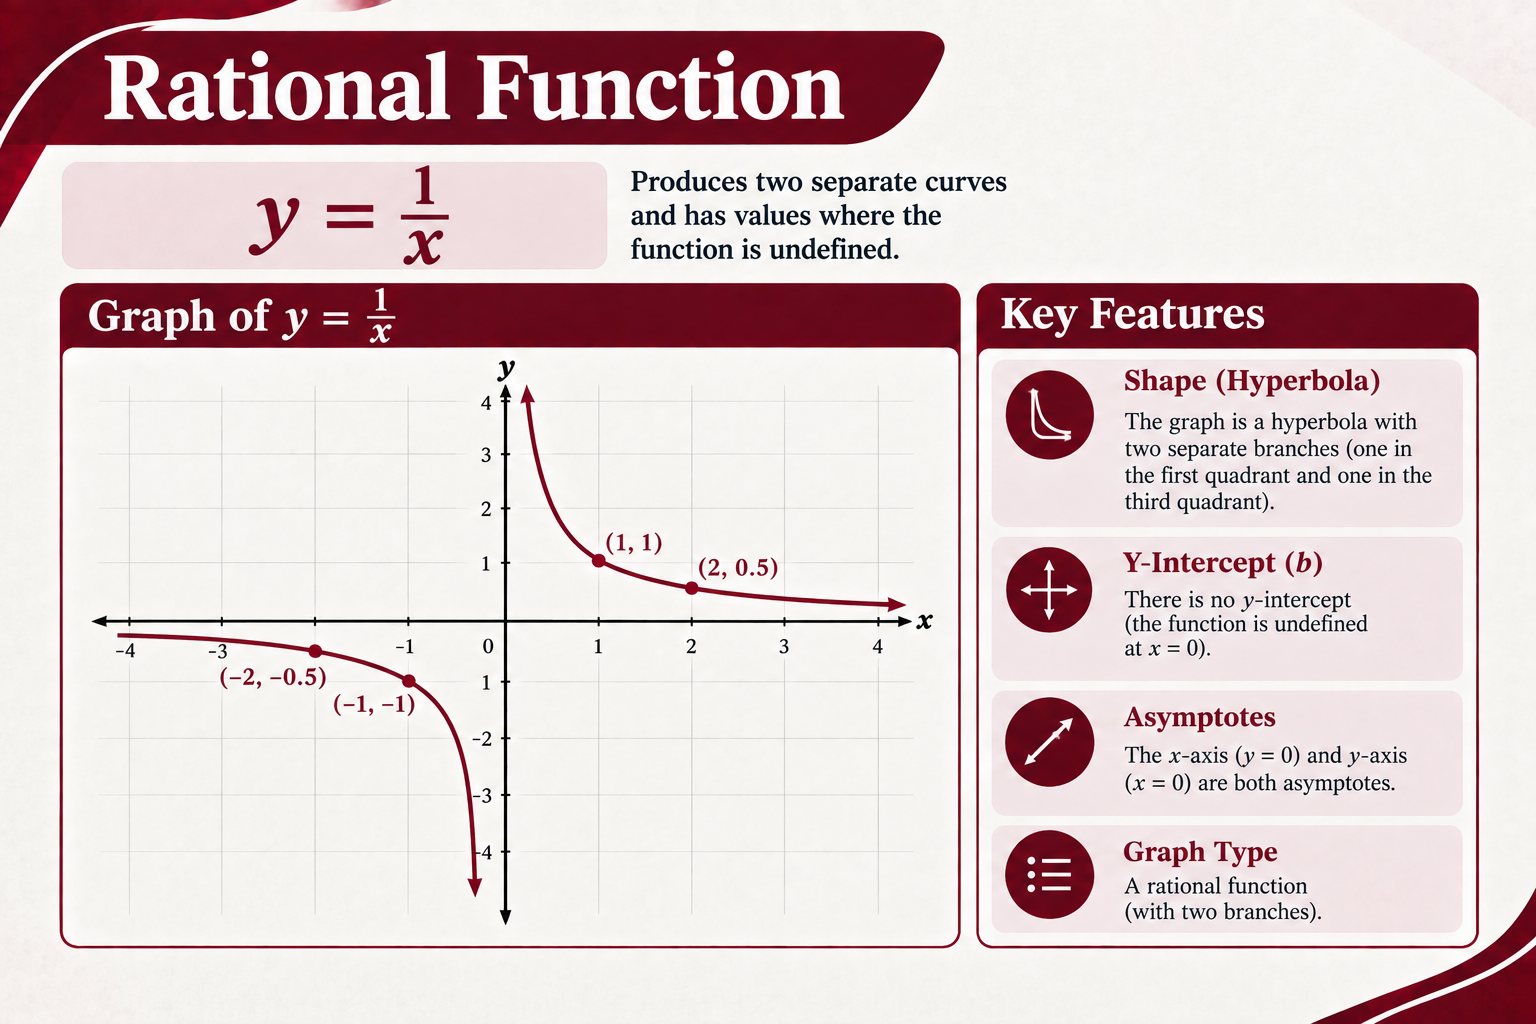 Rational Function
y = 1/x
Produces two separate curves
and has values where the
function is undefined.
Graph of y = 1/x
y
4
3
2
1
(1, 1)
(2, 0.5)
x
-4
-3
-1
0
1
2
3
4
(−2, −0.5)
(−1, −1)
1
-2
-3
-4
Key Features
Shape (Hyperbola)
The graph is a hyperbola with
two separate branches (one in
the first quadrant and one in the
third quadrant).
Y-Intercept (b)
There is no y-intercept
(the function is undefined
at x = 0).
Asymptotes
The x-axis (y = 0) and y-axis
(x = 0) are both asymptotes.
Graph Type
A rational function
(with two branches).